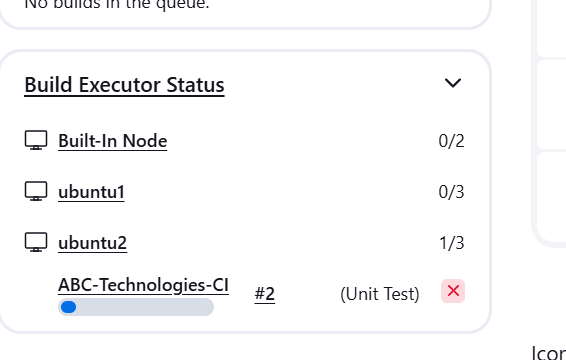 No builds in the queue.
Build Executor Status
Built-In Node 0/2
ubuntu1 0/3
ubuntu2 1/3
ABC-Technologies-CI #2 (Unit Test)
Icon